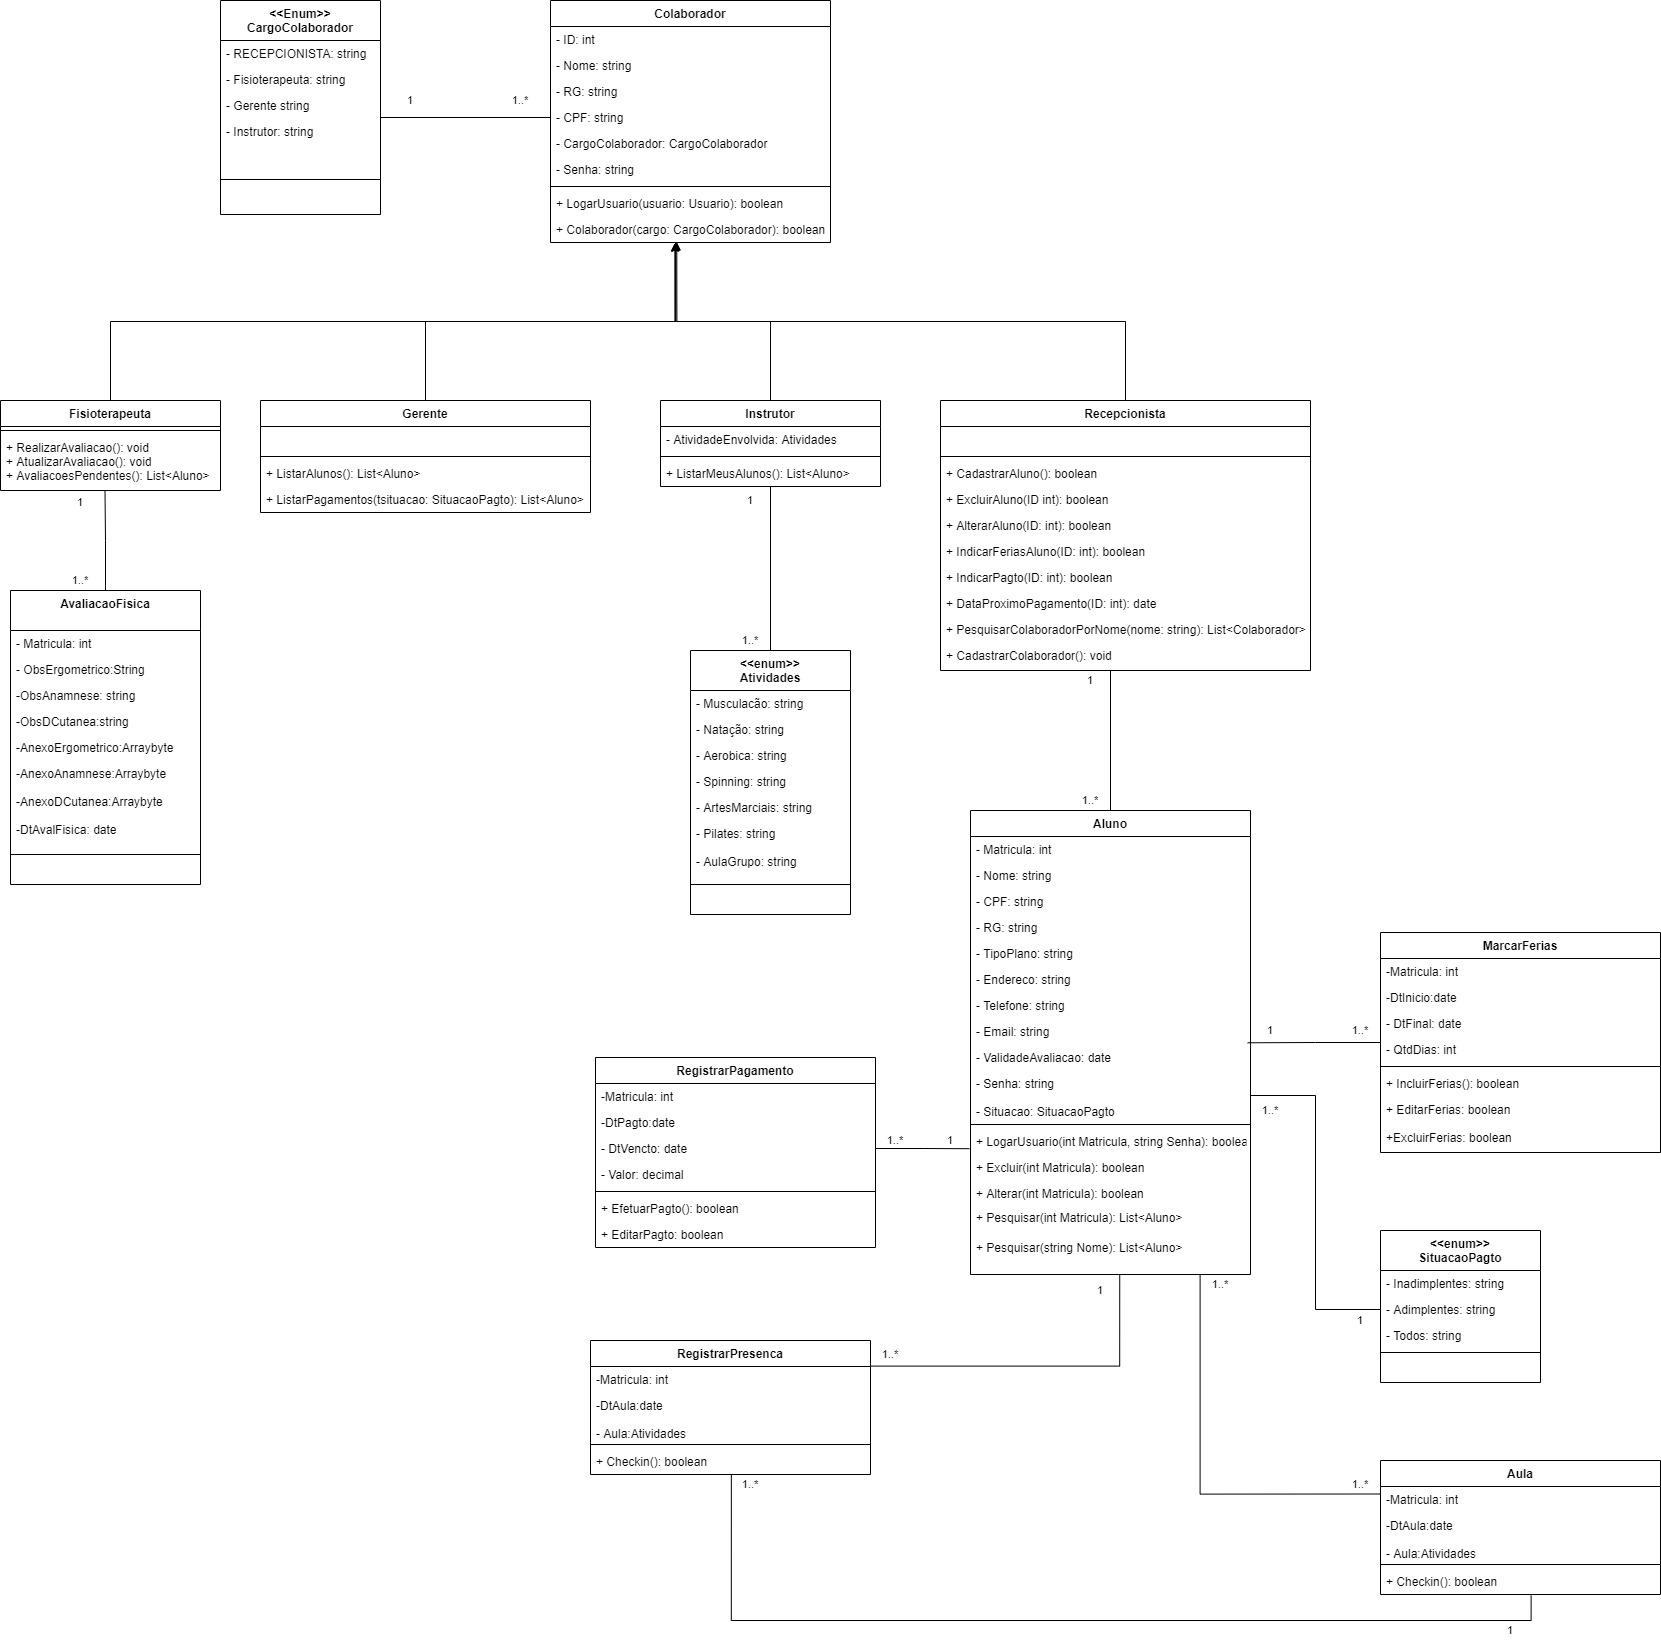 <<Enum>>
CargoColaborador
- RECEPCIONISTA: string
- Fisioterapeuta: string
- Gerente string
- Instrutor: string
1
1..*
Colaborador
- ID: int
- Nome: string
- RG: string
- CPF: string
- CargoColaborador: CargoColaborador
- Senha: string
+ LogarUsuario(usuario: Usuario): boolean
+ Colaborador(cargo: CargoColaborador): boolean
Fisioterapeuta
+ RealizarAvaliacao(): void
+ AtualizarAvaliacao(): void
+ AvaliacoesPendentes(): List<Aluno>
1
1..*
Gerente
+ ListarAlunos(): List<Aluno>
+ ListarPagamentos(tsituacao: SituacaoPagto): List<Aluno>
Instrutor
- AtividadeEnvolvida: Atividades
+ ListarMeusAlunos(): List<Aluno>
1
1..*
Recepcionista
+ CadastrarAluno(): boolean
+ ExcluirAluno(ID int): boolean
+ AlterarAluno(ID: int): boolean
+ IndicarFeriasAluno(ID: int): boolean
+ IndicarPagto(ID: int): boolean
+ DataProximoPagamento(ID: int): date
+ PesquisarColaboradorPorNome(nome: string): List<Colaborador>
+ CadastrarColaborador(): void
1
1..*
AvaliacaoFisica
- Matricula: int
- ObsErgometrico:String
-ObsAnamnese: string
-ObsDCutanea:string
-AnexoErgometrico:Arraybyte
-AnexoAnamnese:Arraybyte
-AnexoDCutanea:Arraybyte
-DtAvalFisica: date
<<enum>>
Atividades
- Musculacão: string
- Natação: string
- Aerobica: string
- Spinning: string
- ArtesMarciais: string
- Pilates: string
- AulaGrupo: string
Aluno
- Matricula: int
- Nome: string
- CPF: string
- RG: string
- TipoPlano: string
- Endereco: string
- Telefone: string
- Email: string
- ValidadeAvaliacao: date
- Senha: string
- Situacao: SituacaoPagto
+ LogarUsuario(int Matricula, string Senha): boolea
+ Excluir(int Matricula): boolean
+ Alterar(int Matricula): boolean
+ Pesquisar(int Matricula): List<Aluno>
+ Pesquisar(string Nome): List<Aluno>
1
1..*
MarcarFerias
-Matricula: int
-DtInicio:date
- DtFinal: date
- QtdDias: int
+ IncluirFerias(): boolean
+ EditarFerias: boolean
+ExcluirFerias: boolean
RegistrarPagamento
-Matricula: int
-DtPagto:date
- DtVencto: date
- Valor: decimal
+ EfetuarPagto(): boolean
+ EditarPagto: boolean
1..*
1
1..*
1
<<enum>>
SituacaoPagto
- Inadimplentes: string
- Adimplentes: string
- Todos: string
1
1..*
1..*
RegistrarPresenca
-Matricula: int
-DtAula:date
- Aula:Atividades
+ Checkin(): boolean
1..*
1..*
Aula
-Matricula: int
-DtAula:date
- Aula:Atividades
+ Checkin(): boolean
1